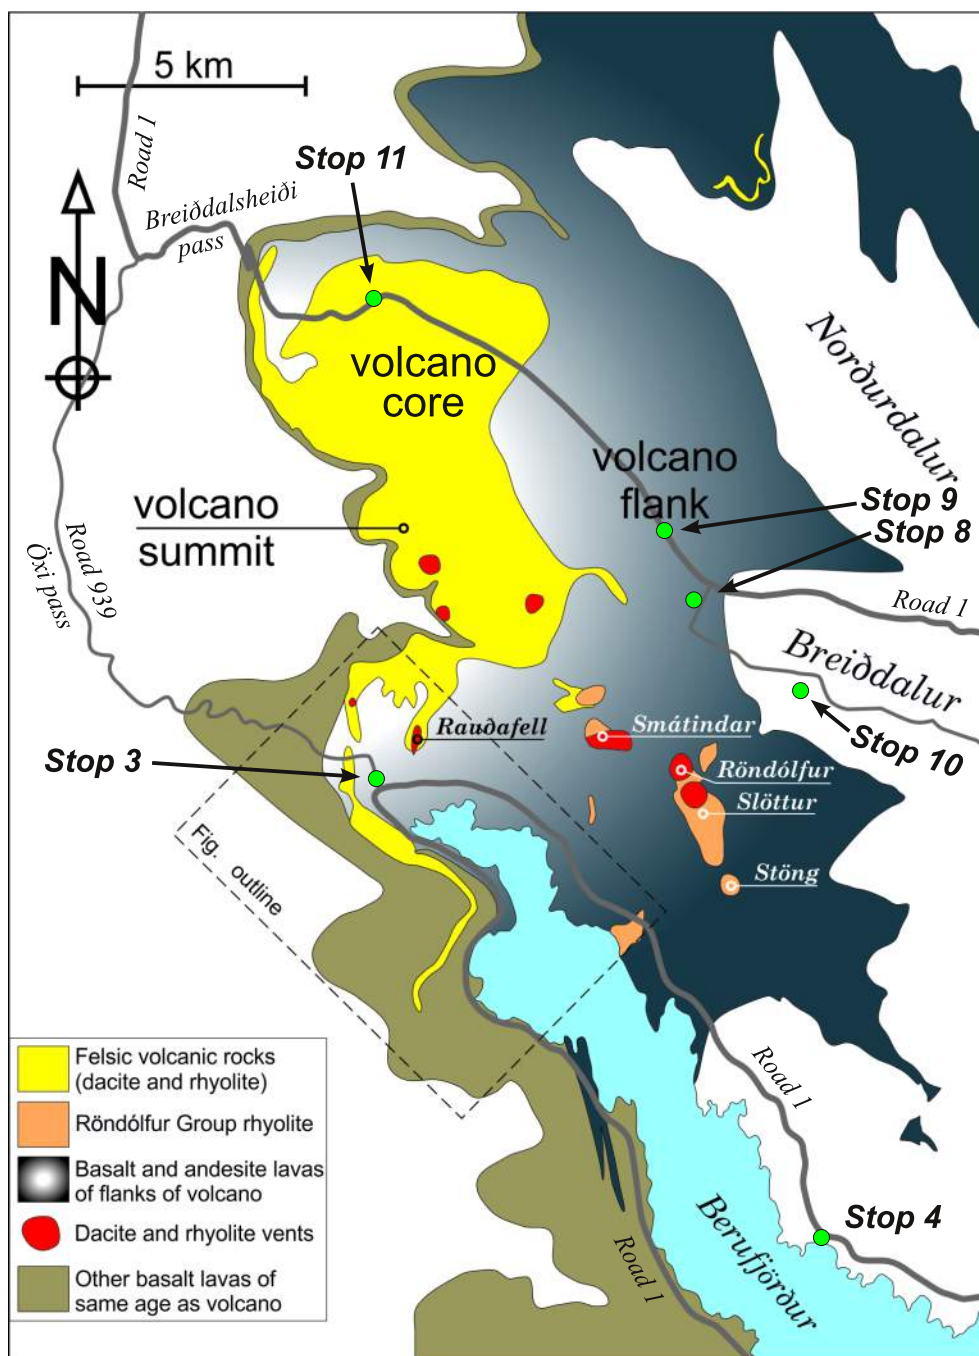 5 km
Road 1
Stop 11
Breiðdalsheiði
pass
N
volcano
core
Norðurdalur
volcano
flank
Stop 9
Stop 8
volcano
summit
Road 939
Öxi pass
Road 1
Breiðdalur
Stop 10
Rauðafell
Smátindar
Stop 3
Röndólfur
Slöttur
Stöng
Fig. outline
Felsic volcanic rocks
(dacite and rhyolite)
Röndólfur Group rhyolite
Basalt and andesite lavas
of flanks of volcano
Dacite and rhyolite vents
Other basalt lavas of
same age as volcano
Road 1
Stop 4
Road 1
Berufjörður